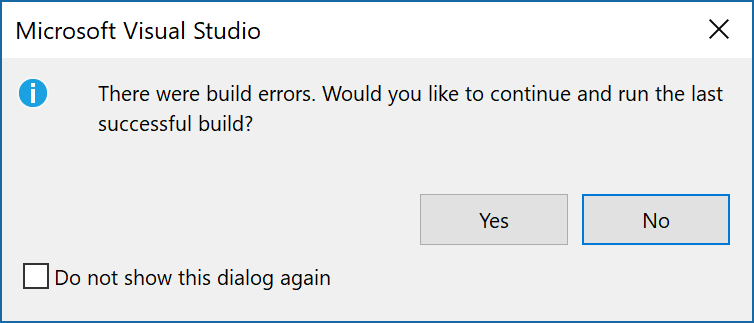 Microsoft Visual Studio
There were build errors. Would you like to continue and run the last
successful build?
Yes
No
Do not show this dialog again